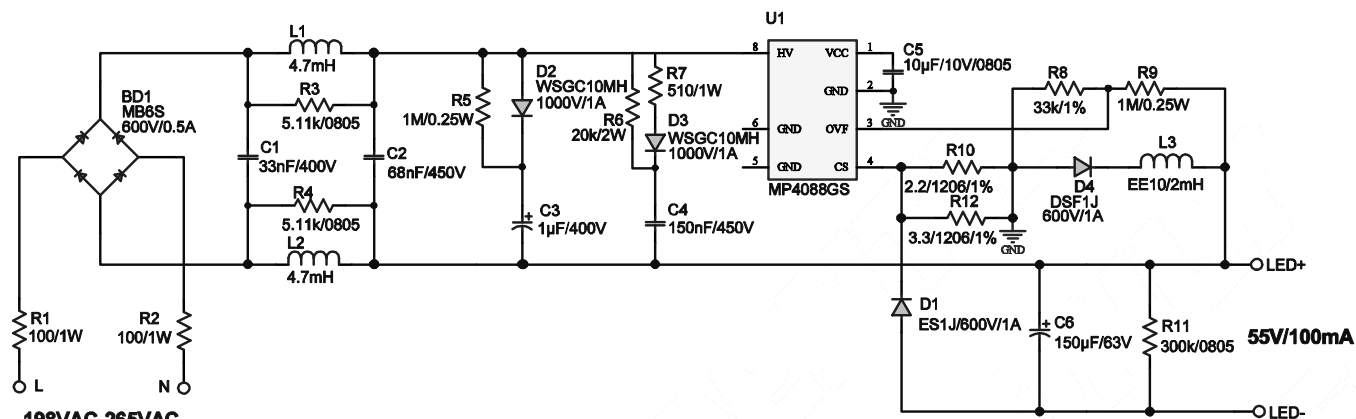 U1
L1
4.7mH
R3
5.11k/0805
BD1
MB6S
600V/0.5A
C1
33nF/400V
C2
68nF/450V
R4
5.11k/0805
L2
4.7mH
R1
100/1W
R2
100/1W
L
N
198VAC-265VAC
R5
1M/0.25W
D2
WSGC10MH
1000V/1A
R6
20k/2W
R7
510/1W
D3
WSGC10MH
1000V/1A
C3
+
1µF/400V
C4
150nF/450V
8
HV
VCC
1
GND
2
6
GND
OVF
3
5
GND
CS
4
MP4088GS
C5
10µF/10V/0805
GND
R8
33k/1%
R9
1M/0.25W
R10
2.2/1206/1%
R12
3.3/1206/1%
GND
D4
DSF1J
600V/1A
L3
EE10/2mH
LED+
D1
ES1J/600V/1A
+
C6
150µF/63V
R11
300k/0805
55V/100mA
LED-